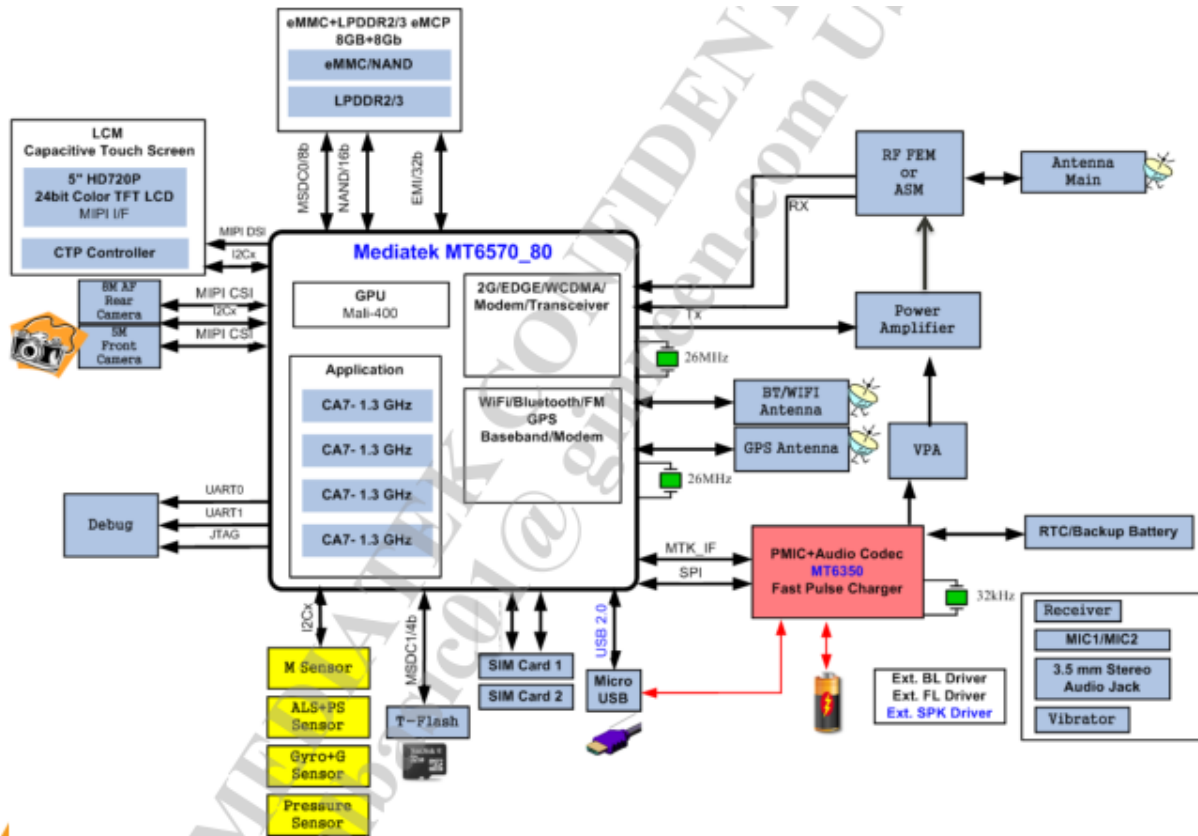 eMMC+LPDDR2/3 eMCP
8GB+8Gb
eMMC/NAND
LPDDR2/3
LCM
Capacitive Touch Screen
5" HD720P
24bit Color TFT LCD
MIPI I/F
CTP Controller
MSDC0/8b
NAND/16b
EMI/32b
RF FEM
or
ASM
Antenna
Main
RX
MIPI DSI
I2Cx
Mediatek MT6570_80
8M AF
Rear
Camera
5M
Front
Camera
MIPI CSI
I2Cx
MIPI CSI
GPU
Mali-400
2G/EDGE/WCDMA/
Modem/Transceiver
Tx
Power
Amplifier
26MHz
Application
CA7- 1.3 GHz
CA7- 1.3 GHz
CA7- 1.3 GHz
CA7- 1.3 GHz
WiFi/Bluetooth/FM
GPS
Baseband/Modem
BT/WIFI
Antenna
GPS Antenna
VPA
26MHz
Debug
UART0
UART1
JTAG
MTK_IF
SPI
PMIC+Audio Codec
MT6350
Fast Pulse Charger
RTC/Backup Battery
32kHz
I2Cx
MSDC1/4b
USB 2.0
M Sensor
ALS+PS
Sensor
Gyro+G
Sensor
Pressure
Sensor
T-Flash
SIM Card 1
SIM Card 2
Micro
USB
Ext. BL Driver
Ext. FL Driver
Ext. SPK Driver
Receiver
MIC1/MIC2
3.5 mm Stereo
Audio Jack
Vibrator
MEDIATEK CONFIDENT